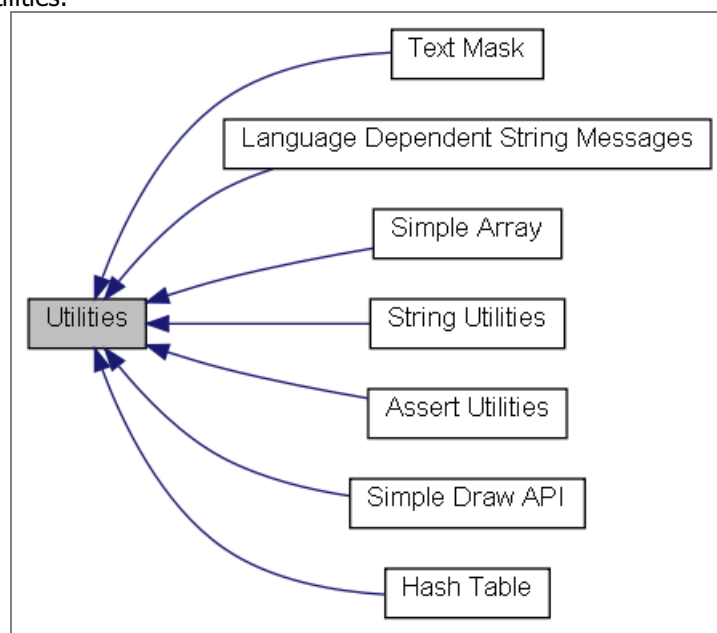 Text Mask
Language Dependent String Messages
Simple Array
Utilities
String Utilities
Assert Utilities
Simple Draw API
Hash Table